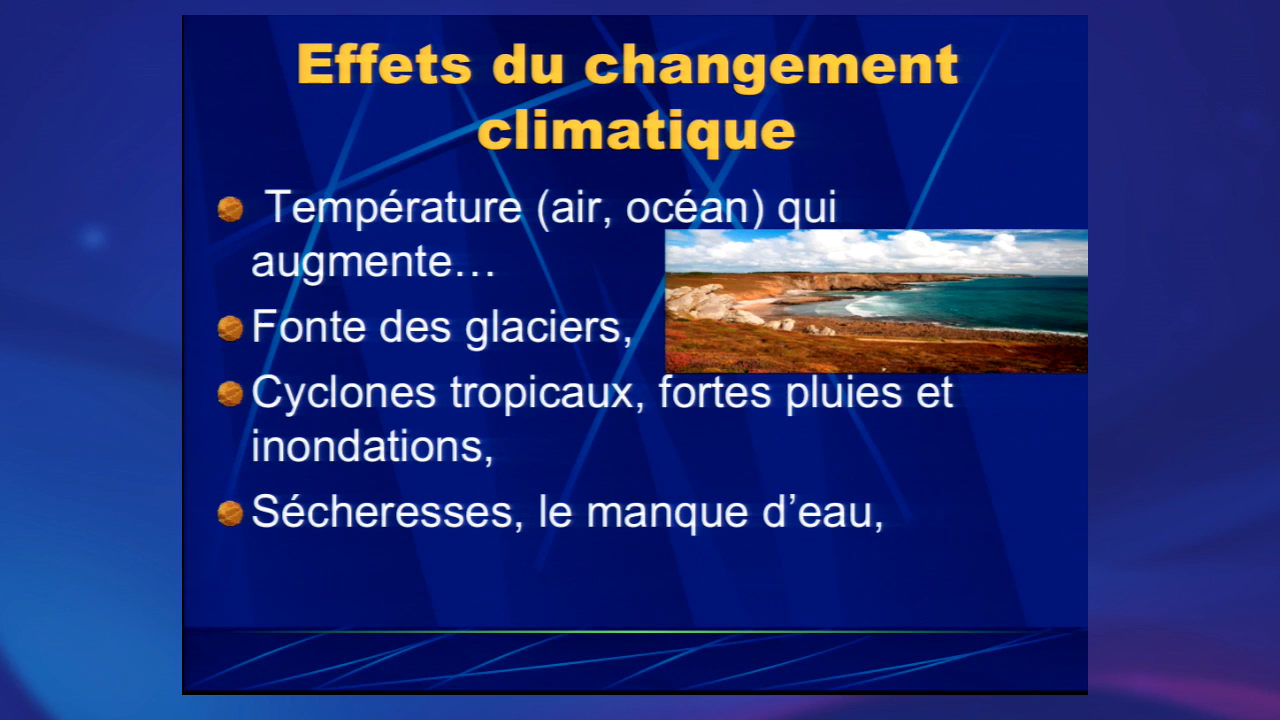 Effets du changement
climatique
Température (air, océan) qui
augmente…
Fonte des glaciers,
Cyclones tropicaux, fortes pluies et
inondations,
Sécheresses, le manque d’eau,